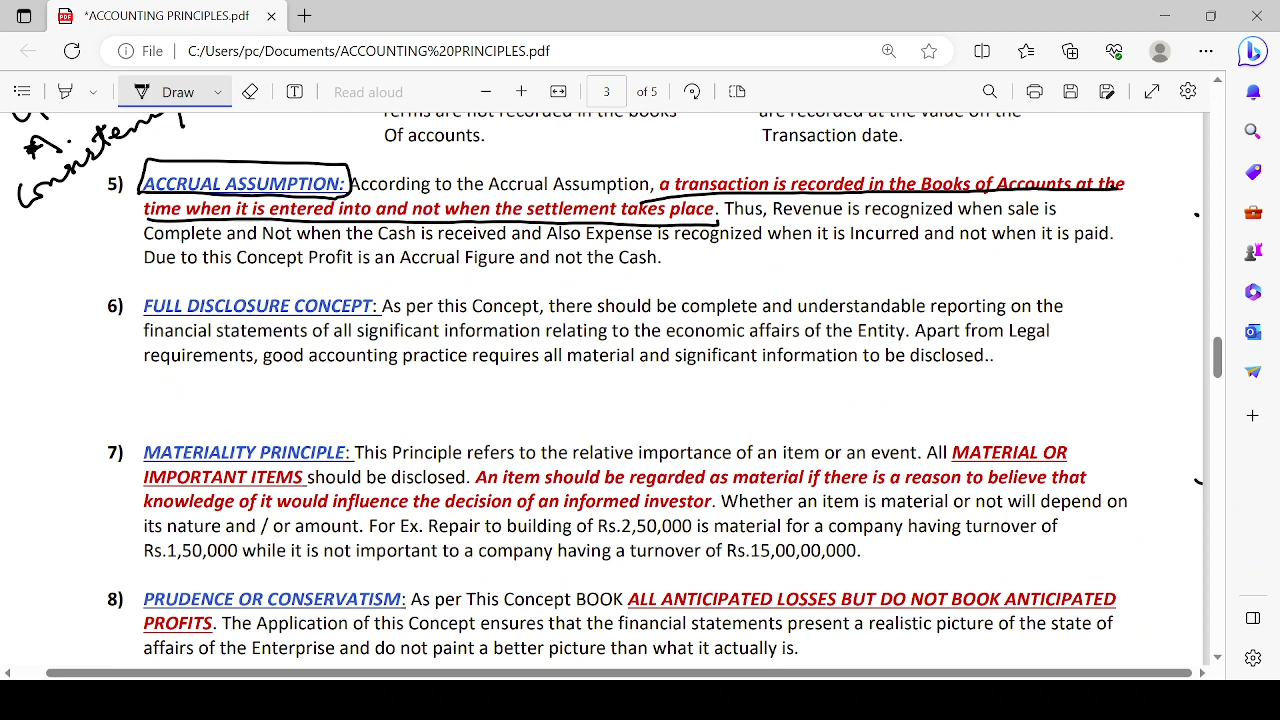 *ACCOUNTING PRINCIPLES.pdf
File C:/Users/pc/Documents/ACCOUNTING%20PRINCIPLES.pdf
Draw Read aloud 3 of 5
Terms are not recorded in the books are recorded at the value on the
Of accounts. Transaction date.
A.
Consistency
5) ACCRUAL ASSUMPTION: According to the Accrual Assumption, a transaction is recorded in the Books of Accounts at the
time when it is entered into and not when the settlement takes place. Thus, Revenue is recognized when sale is
Complete and Not when the Cash is received and Also Expense is recognized when it is Incurred and not when it is paid.
Due to this Concept Profit is an Accrual Figure and not the Cash.
6) FULL DISCLOSURE CONCEPT: As per this Concept, there should be complete and understandable reporting on the
financial statements of all significant information relating to the economic affairs of the Entity. Apart from Legal
requirements, good accounting practice requires all material and significant information to be disclosed..
7) MATERIALITY PRINCIPLE: This Principle refers to the relative importance of an item or an event. All MATERIAL OR
IMPORTANT ITEMS should be disclosed. An item should be regarded as material if there is a reason to believe that
knowledge of it would influence the decision of an informed investor. Whether an item is material or not will depend on
its nature and / or amount. For Ex. Repair to building of Rs.2,50,000 is material for a company having turnover of
Rs.1,50,000 while it is not important to a company having a turnover of Rs.15,00,00,000.
8) PRUDENCE OR CONSERVATISM: As per This Concept BOOK ALL ANTICIPATED LOSSES BUT DO NOT BOOK ANTICIPATED
PROFITS. The Application of this Concept ensures that the financial statements present a realistic picture of the state of
affairs of the Enterprise and do not paint a better picture than what it actually is.